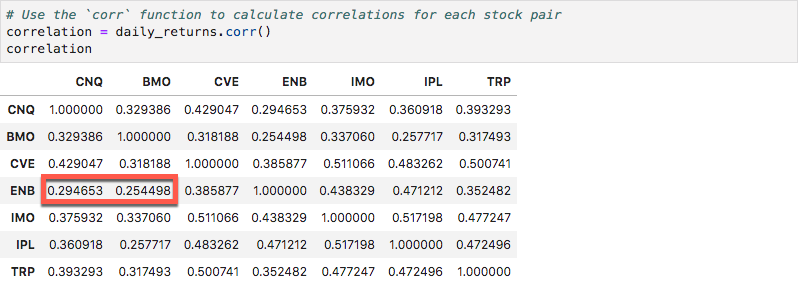 # Use the `corr` function to calculate correlations for each stock pair
correlation = daily_returns.corr()
correlation
CNQ BMO CVE ENB IMO IPL TRP
CNQ 1.000000 0.329386 0.429047 0.294653 0.375932 0.360918 0.393293
BMO 0.329386 1.000000 0.318188 0.254498 0.337060 0.257717 0.317493
CVE 0.429047 0.318188 1.000000 0.385877 0.511066 0.483262 0.500741
ENB 0.294653 0.254498 0.385877 1.000000 0.438329 0.471212 0.352482
IMO 0.375932 0.337060 0.511066 0.438329 1.000000 0.517198 0.477247
IPL 0.360918 0.257717 0.483262 0.471212 0.517198 1.000000 0.472496
TRP 0.393293 0.317493 0.500741 0.352482 0.477247 0.472496 1.000000